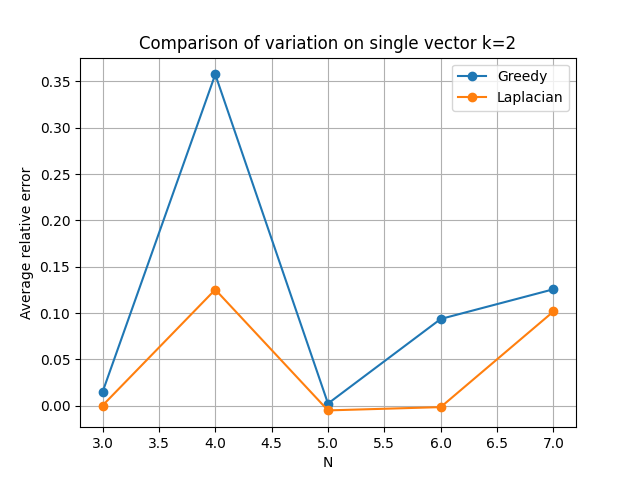 Comparison of variation on single vector k=2
Greedy
Laplacian
Average relative error
0.35
0.30
0.25
0.20
0.15
0.10
0.05
0.00
3.0 3.5 4.0 4.5 5.0 5.5 6.0 6.5 7.0
N